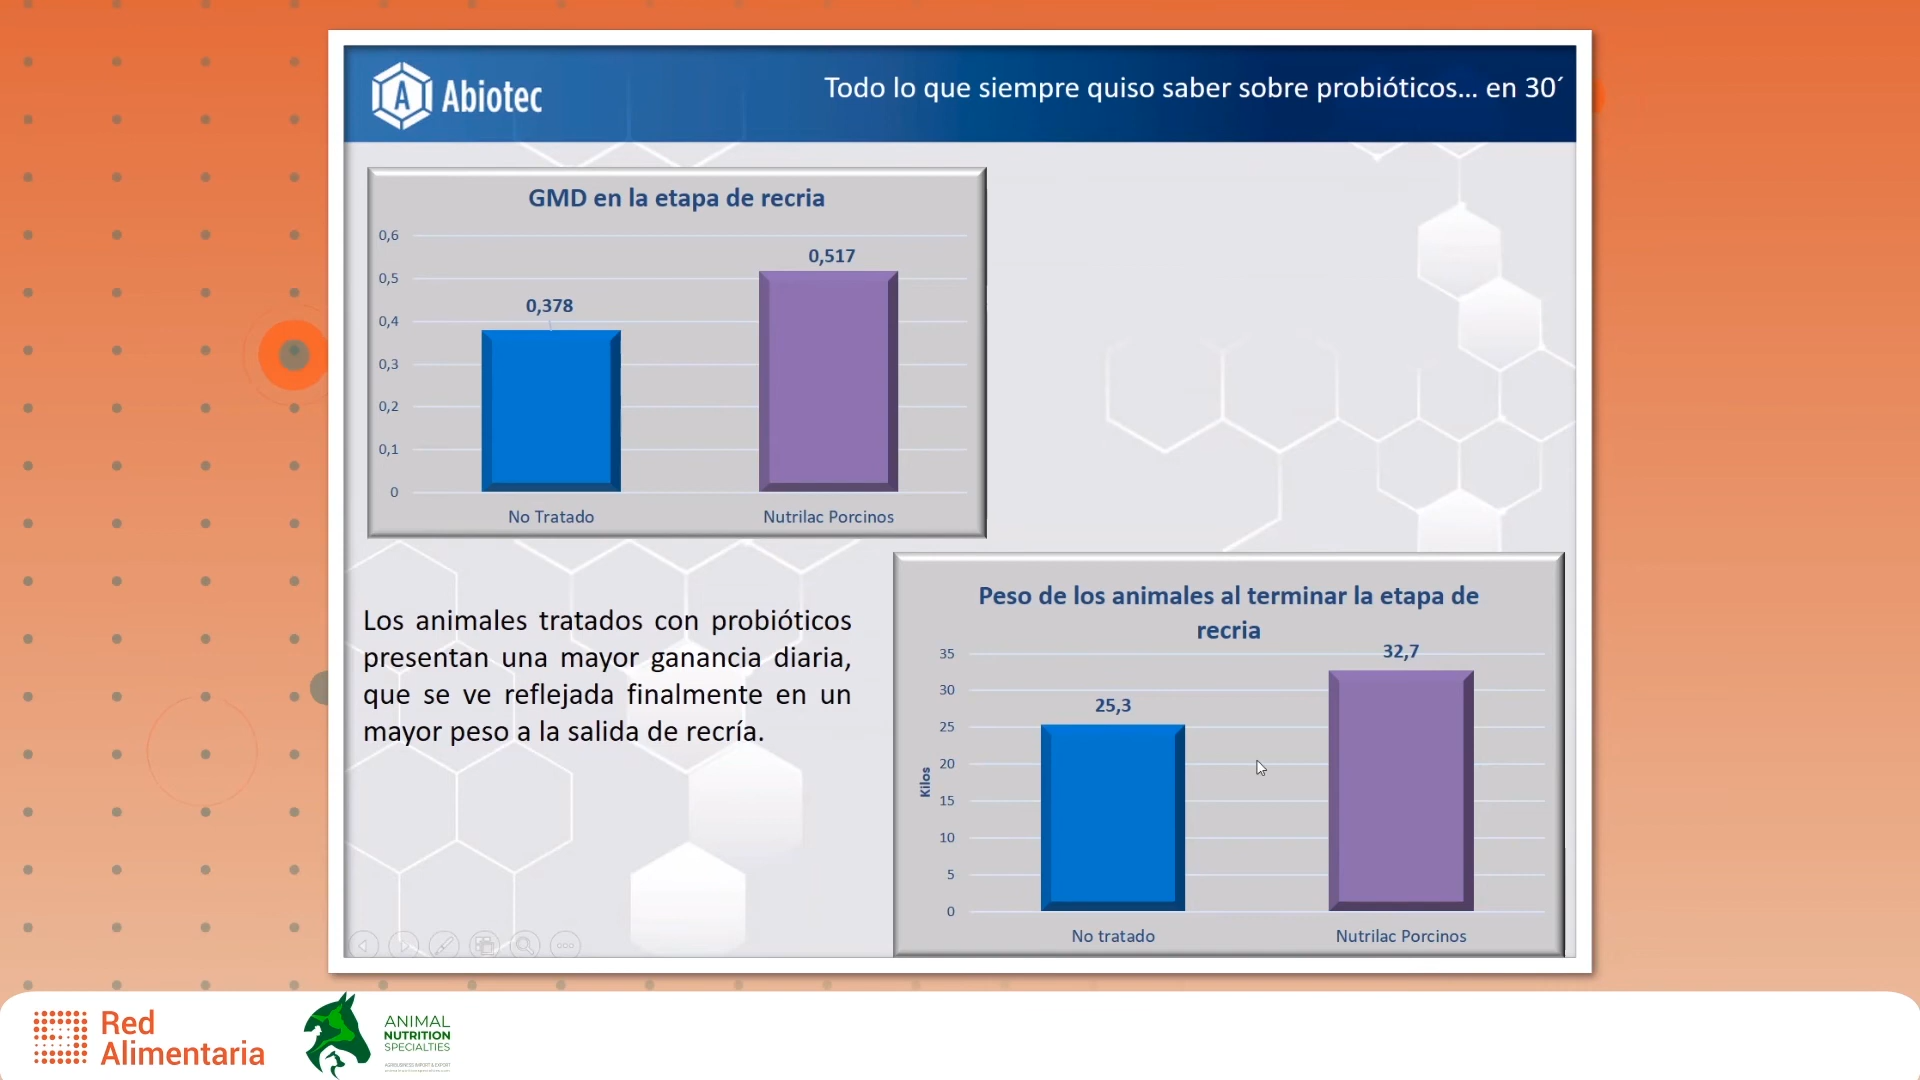 Abiotec
Todo lo que siempre quiso saber sobre probióticos... en 30´
GMD en la etapa de recria
0,6
0,5
0,4
0,3
0,2
0,1
0
0,378
0,517
No Tratado
Nutrilac Porcinos
Los animales tratados con probióticos
presentan una mayor ganancia diaria,
que se ve reflejada finalmente en un
mayor peso a la salida de recría.
Peso de los animales al terminar la etapa de
recria
Kilos
35
30
25
20
15
10
5
0
25,3
32,7
No tratado
Nutrilac Porcinos
Red
Alimentaria
ANIMAL
NUTRITION
SPECIALTIES